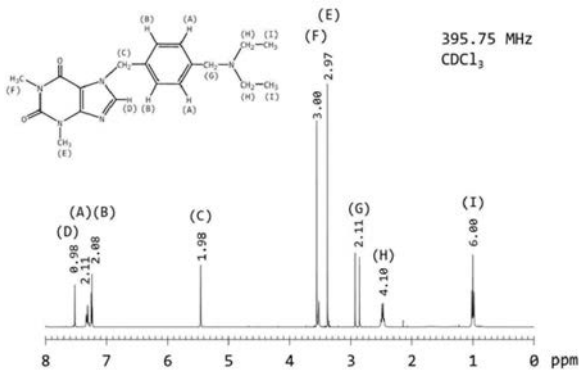 (E)
(F)
395.75 MHz
CDCl₃
(B) (A)
H H
(H) (I)
CH₂ CH₃
(C)
CH₂ CH₂ N
(G)
CH₂ CH₃
(H) (I)
O
H₃C N N
(F)
H
(D)
H H
(B) (A)
O N N
CH₃
(E)
3.00
2.97
(A)(B)
(D)
(C)
(G)
(H)
(I)
0.98
2.11
2.08
1.98
2.11
4.10
6.00
8 7 6 5 4 3 2 1 0 ppm